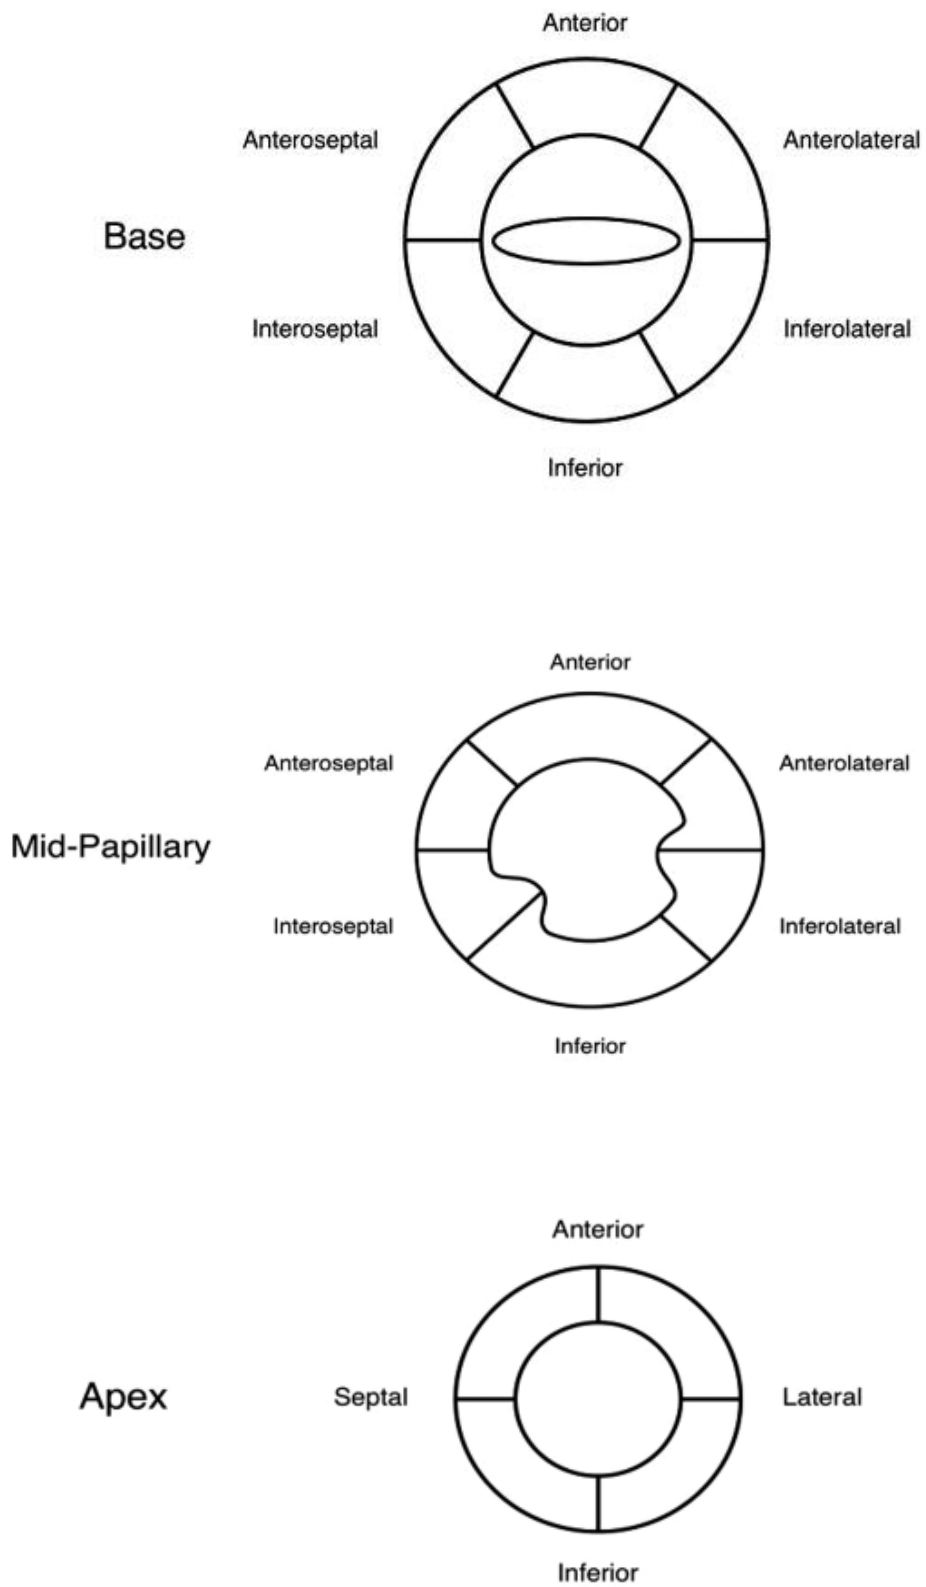 Anterior
Anteroseptal
Anterolateral
Base
Interoseptal
Inferolateral
Inferior
Anterior
Anteroseptal
Anterolateral
Mid-Papillary
Interoseptal
Inferolateral
Inferior
Anterior
Apex
Septal
Lateral
Inferior